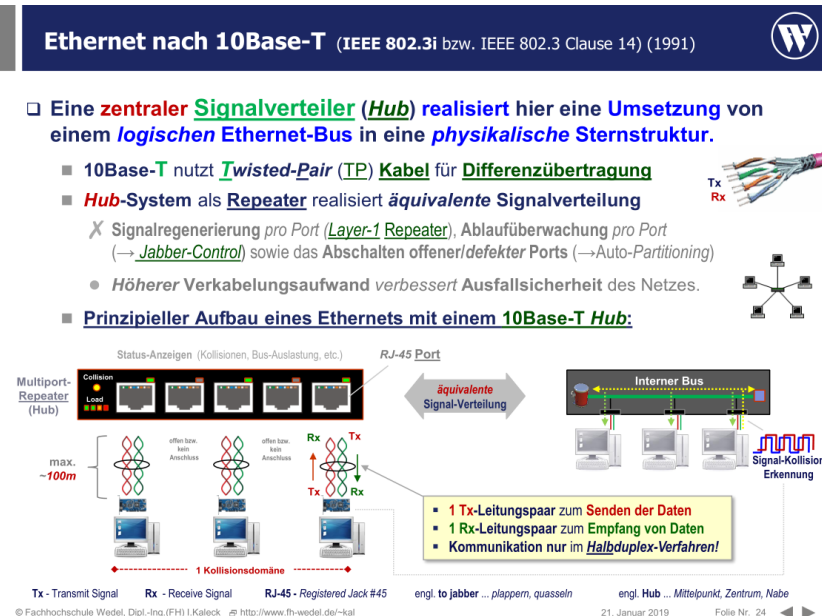 Ethernet nach 10Base-T (IEEE 802.3i bzw. IEEE 802.3 Clause 14) (1991)
W
❑ Eine zentraler Signalverteiler (Hub) realisiert hier eine Umsetzung von
einem logischen Ethernet-Bus in eine physikalische Sternstruktur.
■ 10Base-T nutzt Twisted-Pair (TP) Kabel für Differenzübertragung
Tx
Rx
■ Hub-System als Repeater realisiert äquivalente Signalverteilung
✗ Signalregenerierung pro Port (Layer-1 Repeater), Ablaufüberwachung pro Port
(→ Jabber-Control) sowie das Abschalten offener/defekter Ports (→Auto-Partitioning)
● Höherer Verkabelungsaufwand verbessert Ausfallsicherheit des Netzes.
■ Prinzipieller Aufbau eines Ethernets mit einem 10Base-T Hub:
Status-Anzeigen (Kollisionen, Bus-Auslastung, etc.)
RJ-45 Port
Multiport-
Repeater
(Hub)
Collision
Load
äquivalente
Signal-Verteilung
Interner Bus
max.
~100m
offen bzw.
kein
Anschluss
offen bzw.
kein
Anschluss
Rx
Tx
Tx
Rx
Signal-Kollision
Erkennung
▪ 1 Tx-Leitungspaar zum Senden der Daten
▪ 1 Rx-Leitungspaar zum Empfang von Daten
▪ Kommunikation nur im Halbduplex-Verfahren!
1 Kollisionsdomäne
Tx - Transmit Signal
Rx - Receive Signal
RJ-45 - Registered Jack #45
engl. to jabber ... plappern, quasseln
engl. Hub ... Mittelpunkt, Zentrum, Nabe
© Fachhochschule Wedel, Dipl.-Ing.(FH) I.Kaleck
http://www.fh-wedel.de/~kal
21. Januar 2019
Folie Nr. 24